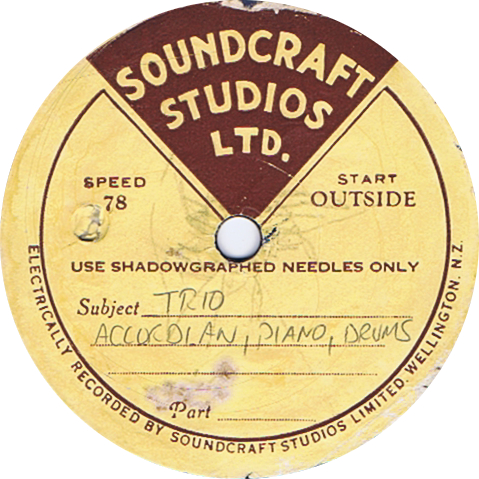 SOUNDCRAFT
STUDIOS
LTD.
SPEED
78
START
OUTSIDE
USE SHADOWGRAPHED NEEDLES ONLY
Subject TRIO
ACCOCDIAN, PIANO, DRUMS
Part
ELECTRICALLY RECORDED BY SOUNDCRAFT STUDIOS LIMITED. WELLINGTON. N.Z.